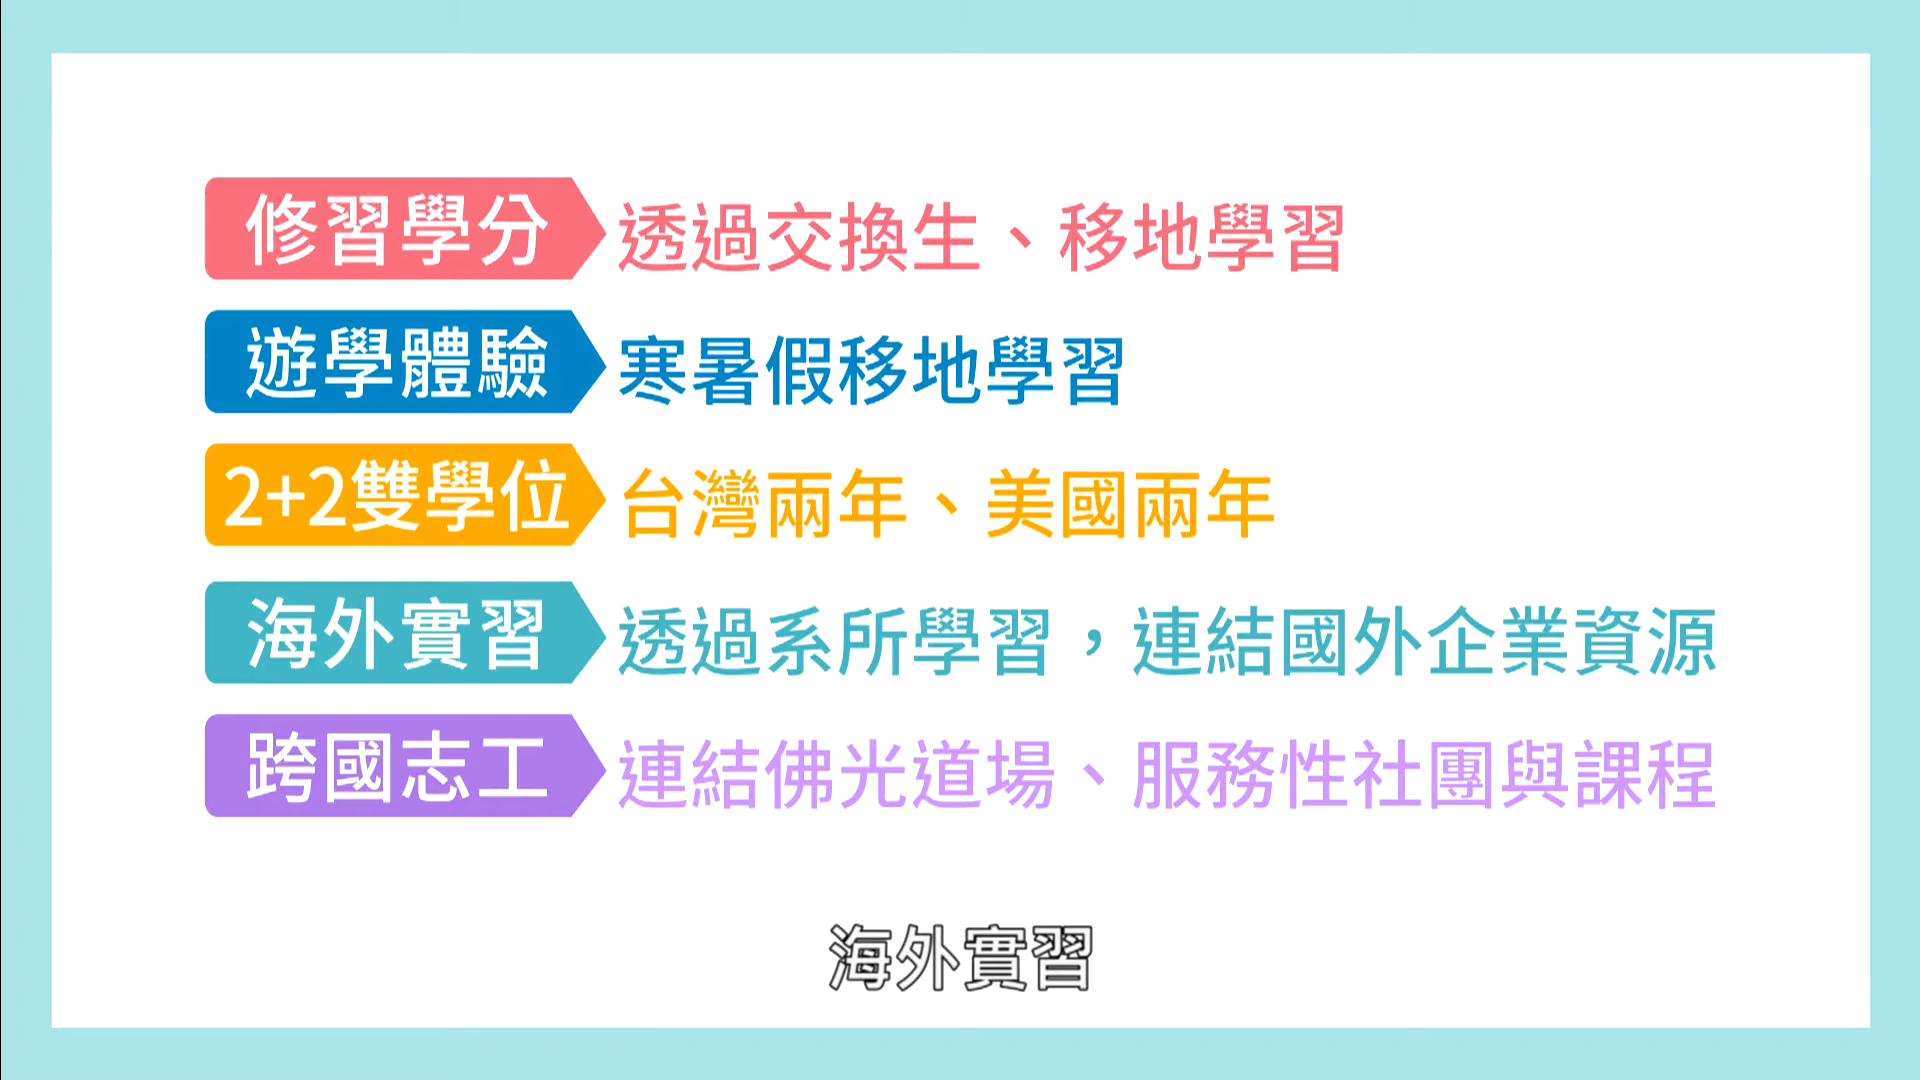 修習學分 透過交換生、移地學習
遊學體驗 寒暑假移地學習
2+2雙學位 台灣兩年、美國兩年
海外實習 透過系所學習，連結國外企業資源
跨國志工 連結佛光道場、服務性社團與課程
海外實習